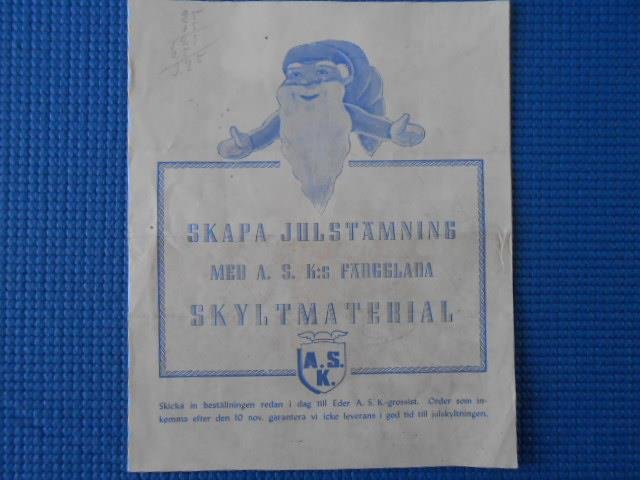 SKAPA JULSTÄMNING
MED A. S. K:s FÄRGGLADA
SKYLTMATERIAL
A. S.
K.
Skicka in beställningen redan i dag till Eder A. S. K.-grossist. Order som in-
komma efter den 10 nov. garantera vi icke leverans i god tid till julskyltningen.